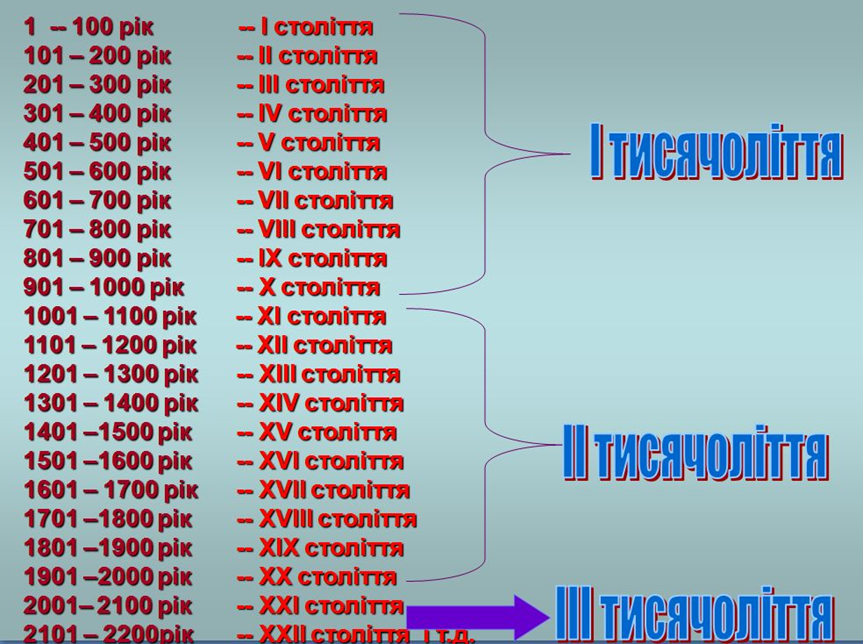 1 -- 100 рік -- I століття
101 – 200 рік -- II століття
201 – 300 рік -- III століття
301 – 400 рік -- IV століття
401 – 500 рік -- V століття
501 – 600 рік -- VI століття
601 – 700 рік -- VII століття
701 – 800 рік -- VIII століття
801 – 900 рік -- IX століття
901 – 1000 рік -- X століття
I тисячоліття
1001 – 1100 рік -- XI століття
1101 – 1200 рік -- XII століття
1201 – 1300 рік -- XIII століття
1301 – 1400 рік -- XIV століття
1401 –1500 рік -- XV століття
1501 –1600 рік -- XVI століття
1601 – 1700 рік -- XVII століття
1701 –1800 рік -- XVIII століття
1801 –1900 рік -- XIX століття
1901 –2000 рік -- XX століття
II тисячоліття
2001– 2100 рік -- XXI століття
2101 – 2200рік -- XXII століття і т.д.
III тисячоліття